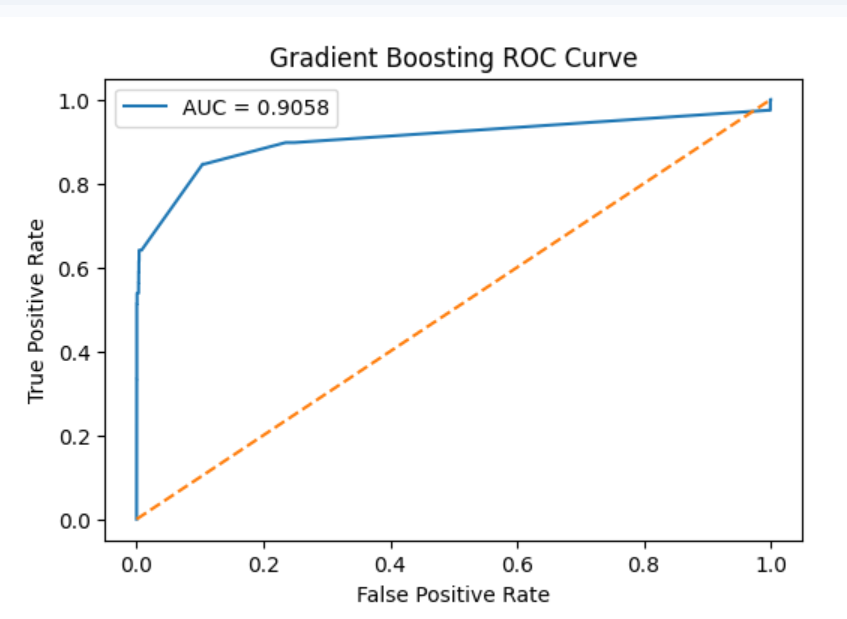 Gradient Boosting ROC Curve
AUC = 0.9058
True Positive Rate
1.0
0.8
0.6
0.4
0.2
0.0
0.0 0.2 0.4 0.6 0.8 1.0
False Positive Rate